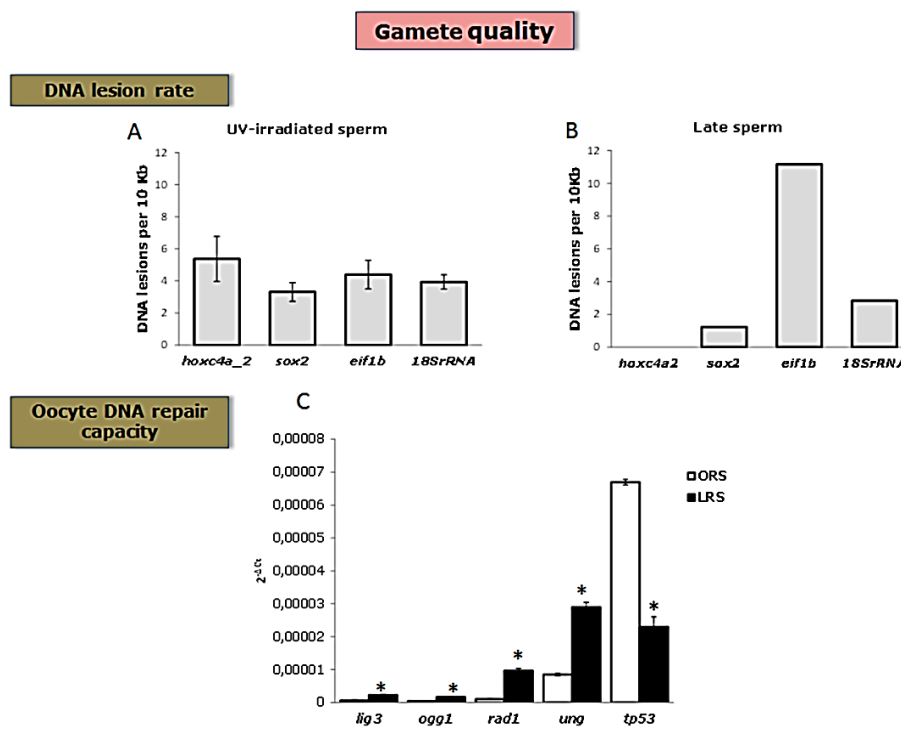 Gamete quality
DNA lesion rate
A
UV-irradiated sperm
DNA lesions per 10 Kb
12
10
8
6
4
2
0
hoxc4a_2 sox2 eif1b 18SrRNA
B
Late sperm
DNA lesions per 10Kb
12
10
8
6
4
2
0
hoxc4a2 sox2 eif1b 18SrRNA
Oocyte DNA repair
capacity
C
2-ΔCt
0,00008
0,00007
0,00006
0,00005
0,00004
0,00003
0,00002
0,00001
0
* * * * *
lig3 ogg1 rad1 ung tp53
ORS
LRS